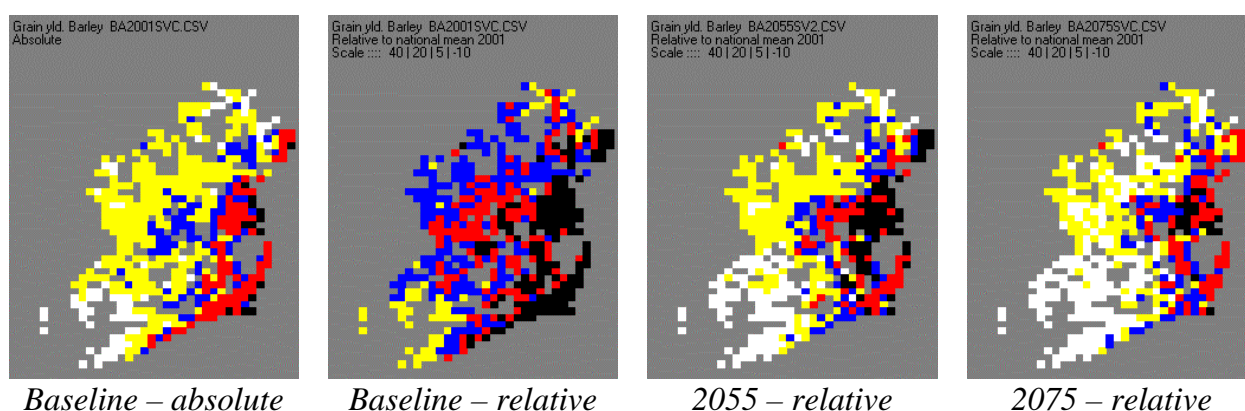 Grain yld. Barley BA2001SVC.CSV
Absolute
Grain yld. Barley BA2001SVC.CSV
Relative to national mean 2001
Scale :::: 40 | 20 | 5 | -10
Grain yld. Barley BA2055SV2.CSV
Relative to national mean 2001
Scale :::: 40 | 20 | 5 | -10
Grain yld. Barley BA2075SVC.CSV
Relative to national mean 2001
Scale :::: 40 | 20 | 5 | -10
Baseline – absolute
Baseline – relative
2055 – relative
2075 – relative